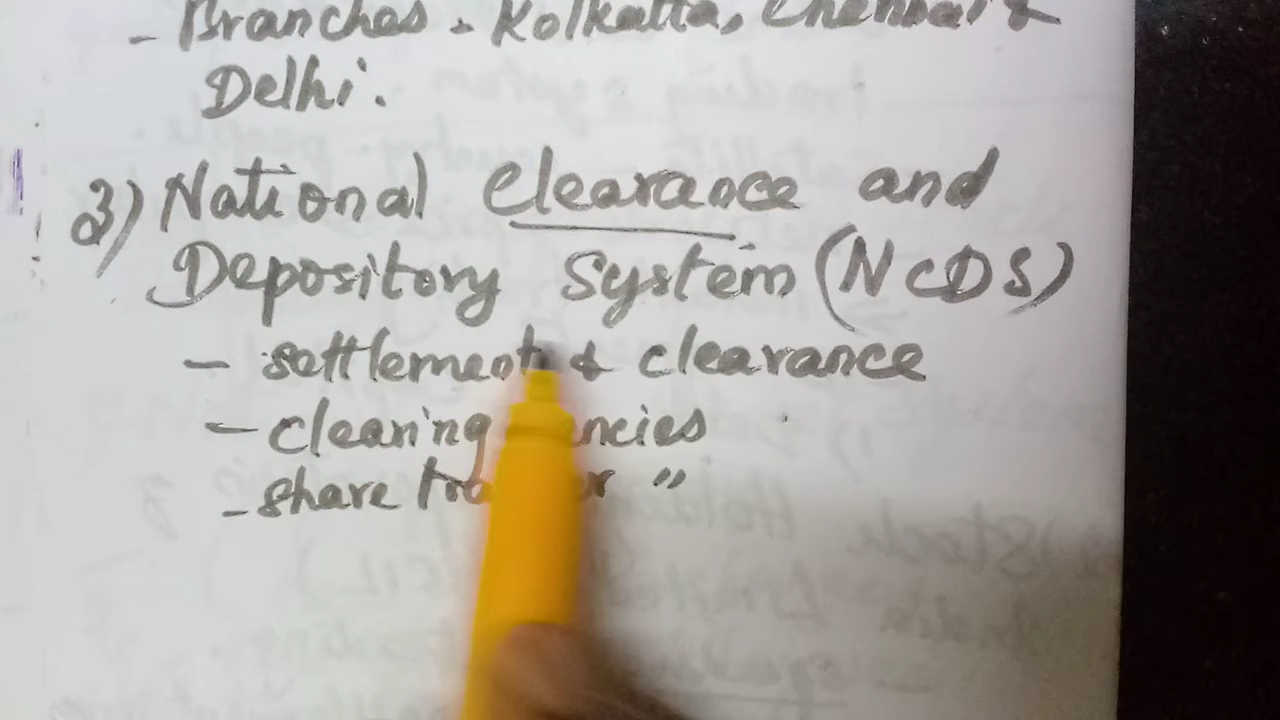 - Branches - Kolkatta, Chennai &
Delhi.
3) National Clearance and
Depository System (NCDS)
- settlement & clearance
- clearing
- share "